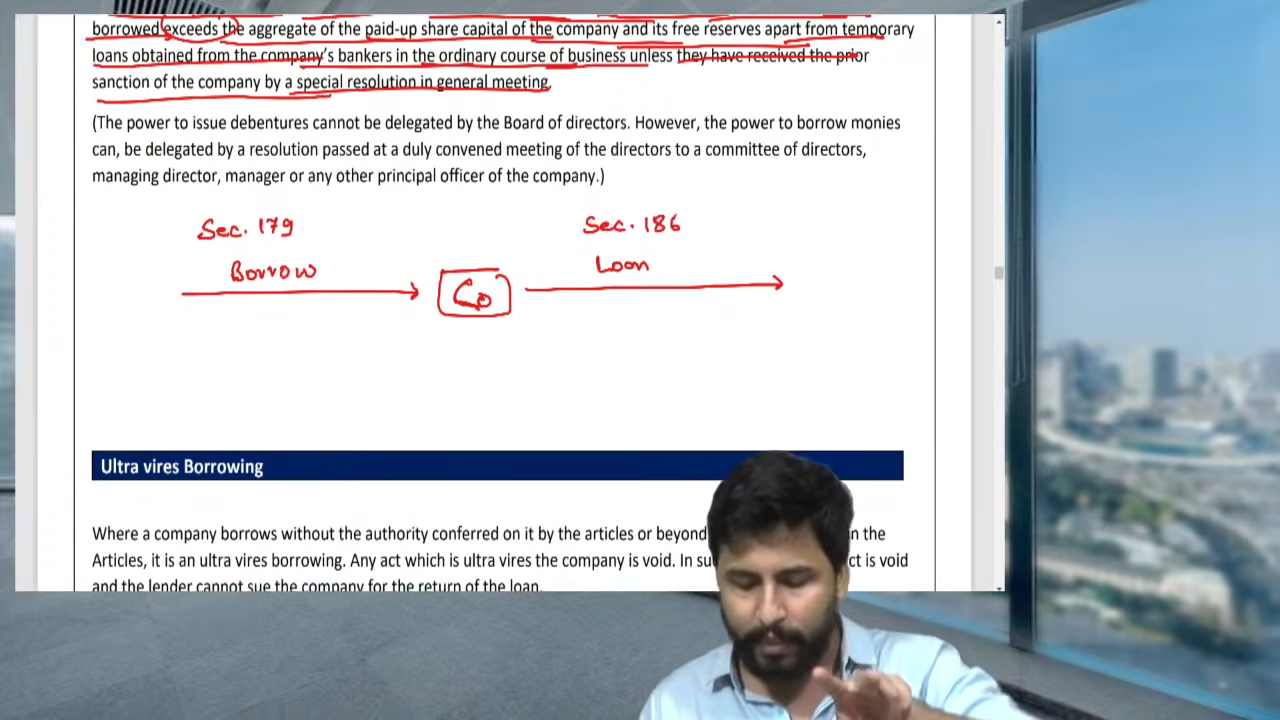 borrowed exceeds the aggregate of the paid-up share capital of the company and its free reserves apart from temporary
loans obtained from the company's bankers in the ordinary course of business unless they have received the prior
sanction of the company by a special resolution in general meeting.
(The power to issue debentures cannot be delegated by the Board of directors. However, the power to borrow monies
can, be delegated by a resolution passed at a duly convened meeting of the directors to a committee of directors,
managing director, manager or any other principal officer of the company.)
Sec. 179
Sec. 186
Borrow
Loan
Co
Ultra vires Borrowing
Where a company borrows without the authority conferred on it by the articles or beyond n the
Articles, it is an ultra vires borrowing. Any act which is ultra vires the company is void. In su ct is void
and the lender cannot sue the company for the return of the loan.